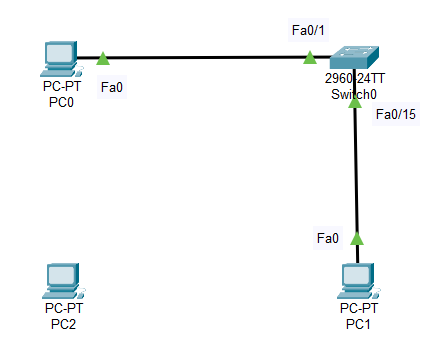 Fa0/1
PC-PT
PC0
Fa0
2960-24TT
Switch0
Fa0/15
Fa0
PC-PT
PC2
PC-PT
PC1